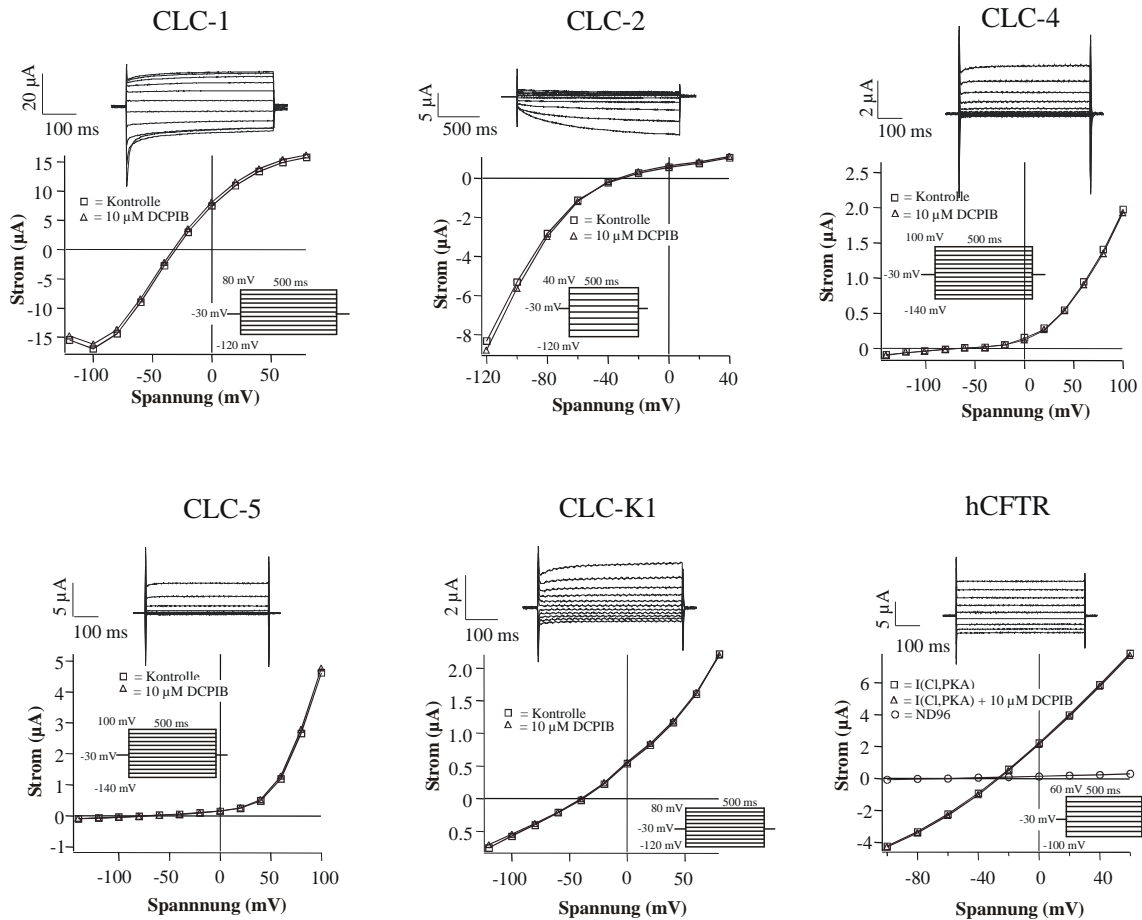 CLC-1
20 µA
100 ms
15
10
5
0
-5
-10
-15
Strom (µA)
= Kontrolle
= 10 µM DCPIB
80 mV
500 ms
-30 mV
-120 mV
-100
-50
0
50
Spannung (mV)
CLC-2
5 µA
500 ms
0
-2
-4
-6
-8
Strom (µA)
= Kontrolle
= 10 µM DCPIB
40 mV
500 ms
-30 mV
-120 mV
-120
-80
-40
0
40
Spannung (mV)
CLC-4
2 µA
100 ms
2.5
2.0
1.5
1.0
0.5
0
Strom (µA)
= Kontrolle
= 10 µM DCPIB
100 mV
500 ms
-30 mV
-140 mV
-100
-50
0
50
100
Spannung (mV)
CLC-5
5 µA
100 ms
5
4
3
2
1
0
-1
Strom (µA)
= Kontrolle
= 10 µM DCPIB
100 mV
500 ms
-30 mV
-140 mV
-100
-50
0
50
100
Spannnung (mV)
CLC-K1
2 µA
100 ms
2.0
1.5
1.0
0.5
0
0.5
Strom (µA)
= Kontrolle
= 10 µM DCPIB
80 mV
500 ms
-30 mV
-120 mV
-100
-50
0
50
Spannung (mV)
hCFTR
5 µA
100 ms
8
6
4
2
0
-2
-4
Strom (µA)
= I(Cl,PKA)
= I(Cl,PKA) + 10 µM DCPIB
= ND96
60 mV
500 ms
-30 mV
-100 mV
-80
-40
0
40
Spannung (mV)